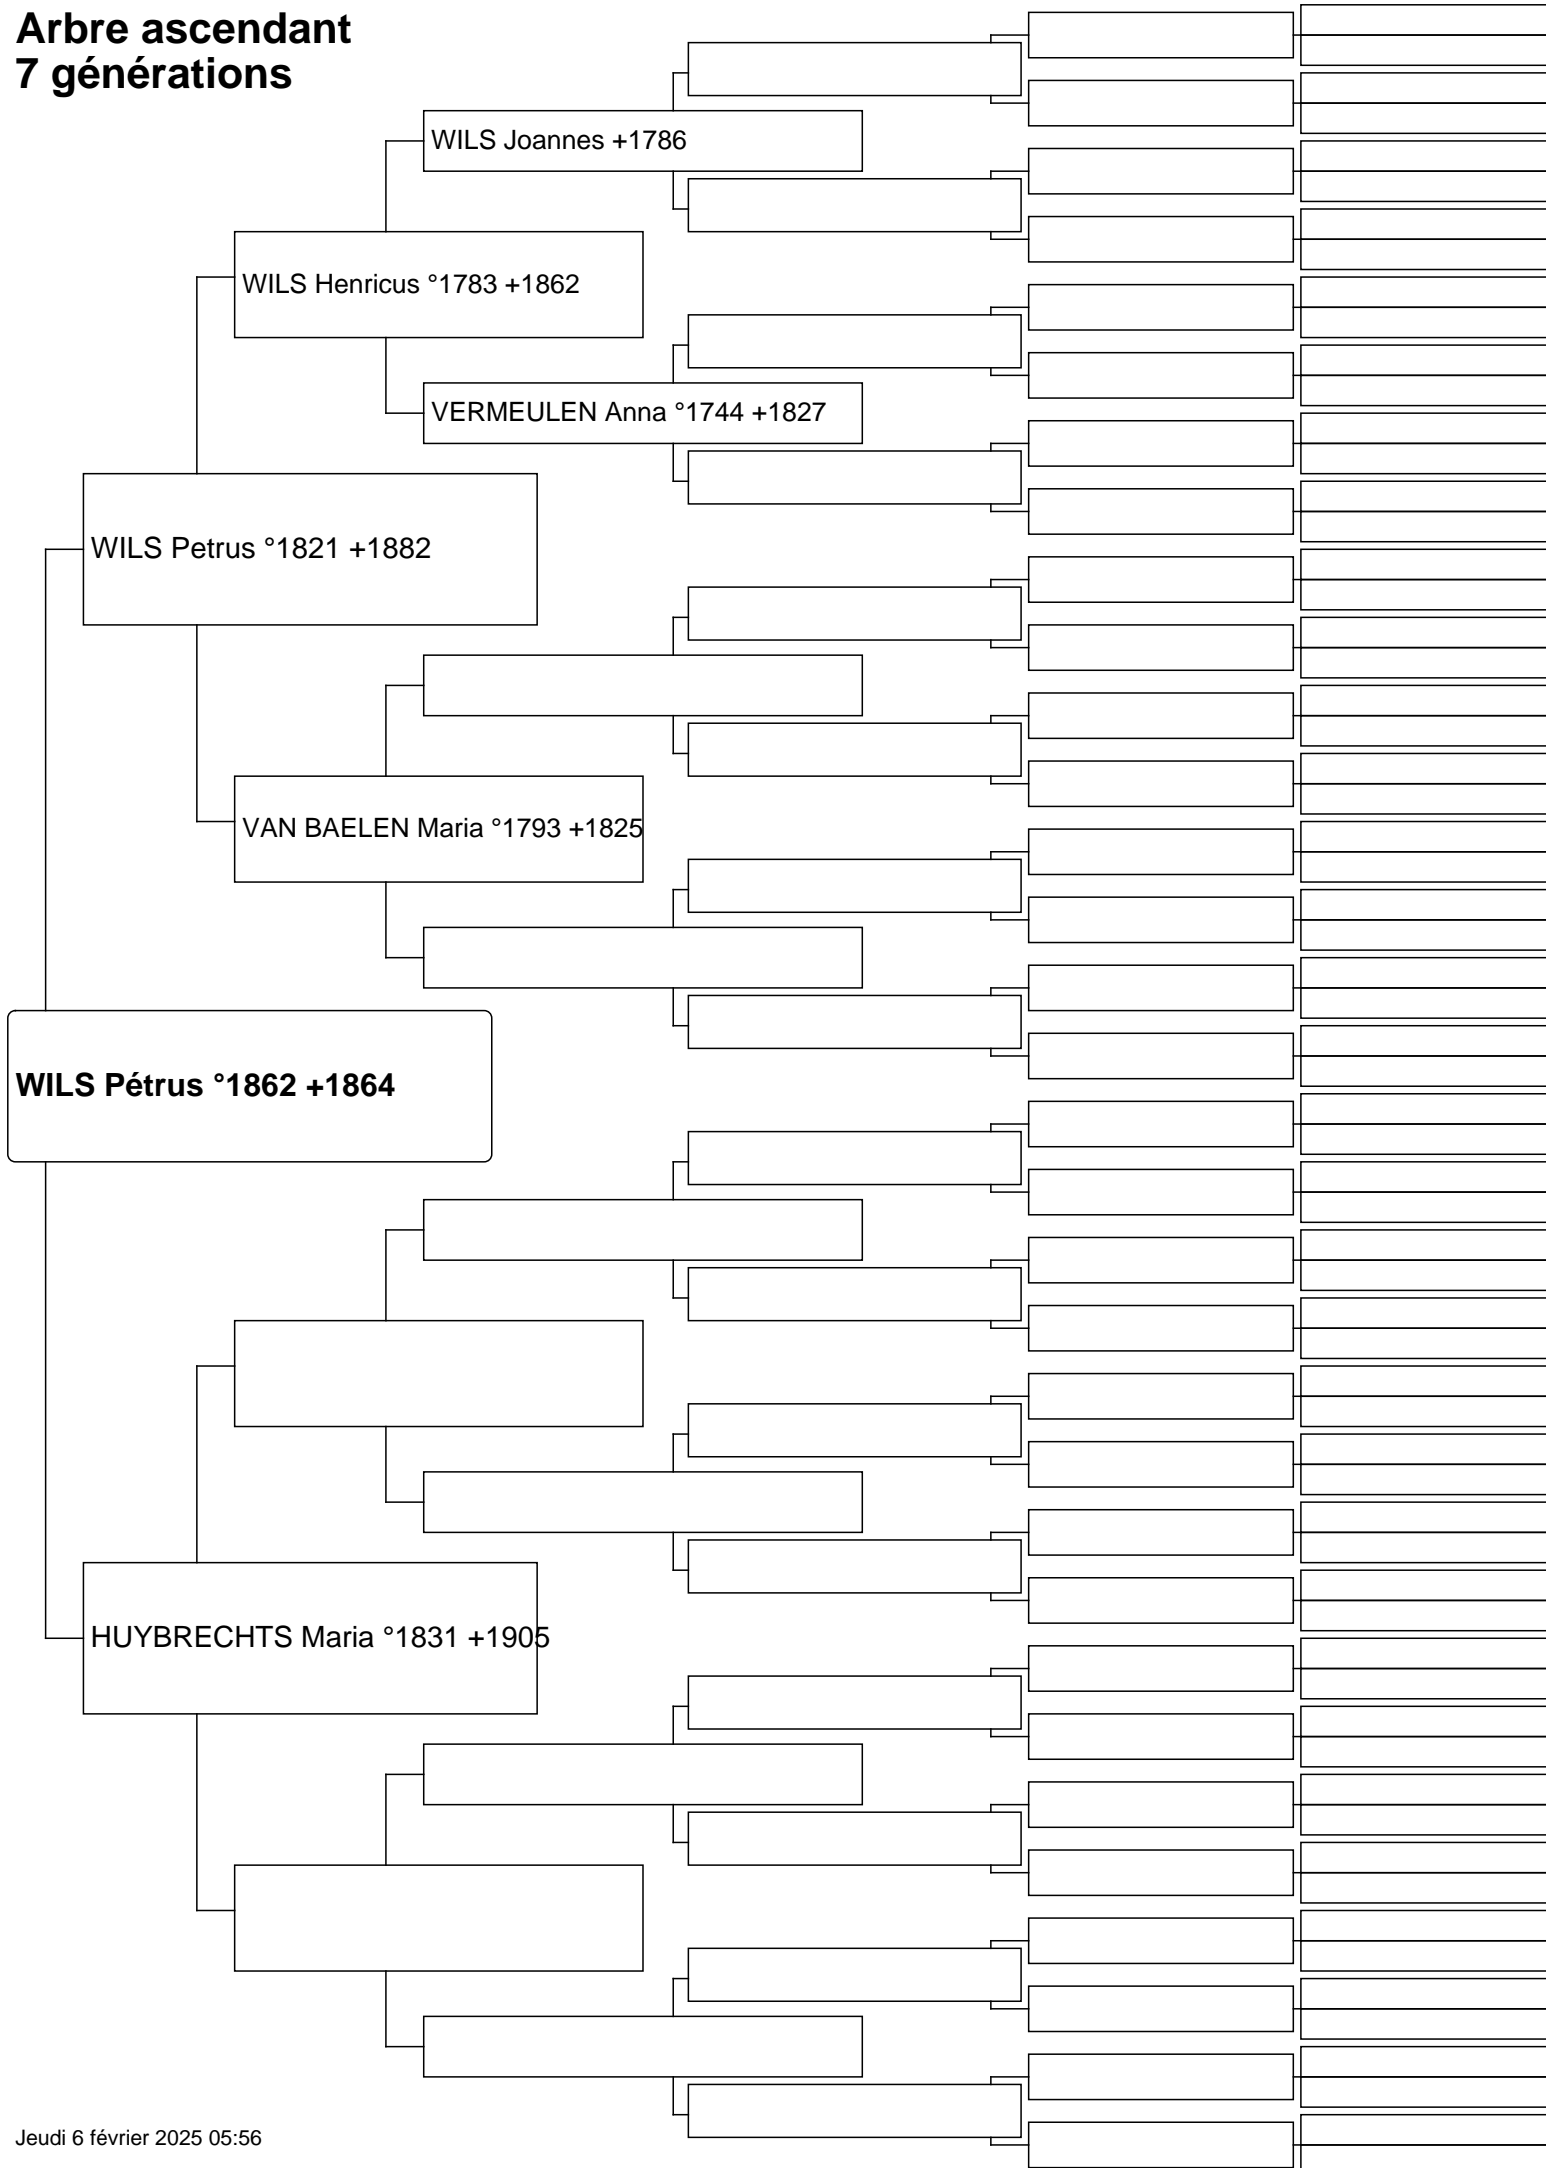 Arbre ascendant
7 générations
WILS Joannes +1786
WILS Henricus °1783 +1862
VERMEULEN Anna °1744 +1827
WILS Petrus °1821 +1882
VAN BAELEN Maria °1793 +1825
WILS Pétrus °1862 +1864
HUYBRECHTS Maria °1831 +1905
Jeudi 6 février 2025 05:56